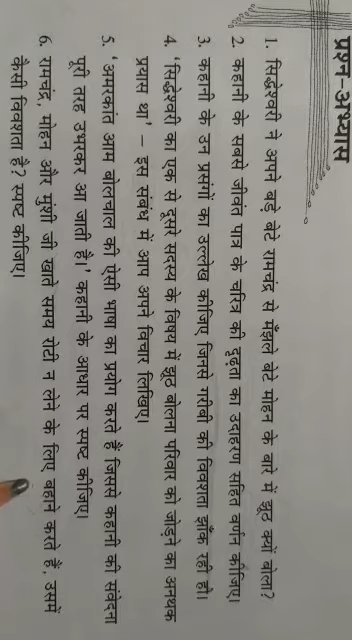 प्रश्न-अभ्यास
1. सिद्धेश्वरी ने अपने बड़े बेटे रामचंद्र से मँझले बेटे मोहन के बारे में झूठ क्यों बोला?
2. कहानी के सबसे जीवंत पात्र के चरित्र की दृढ़ता का उदाहरण सहित वर्णन कीजिए।
3. कहानी के उन प्रसंगों का उल्लेख कीजिए जिनसे गरीबी की विवशता झाँक रही हो।
4. 'सिद्धेश्वरी का एक से दूसरे सदस्य के विषय में झूठ बोलना परिवार को जोड़ने का अनथक
प्रयास था' – इस संबंध में आप अपने विचार लिखिए।
5. 'अमरकांत आम बोलचाल की ऐसी भाषा का प्रयोग करते हैं जिससे कहानी की संवेदना
पूरी तरह उभरकर आ जाती है।' कहानी के आधार पर स्पष्ट कीजिए।
6. रामचंद्र, मोहन और मुंशी जी खाते समय रोटी न लेने के लिए बहाने करते हैं, उसमें
कैसी विवशता है? स्पष्ट कीजिए।